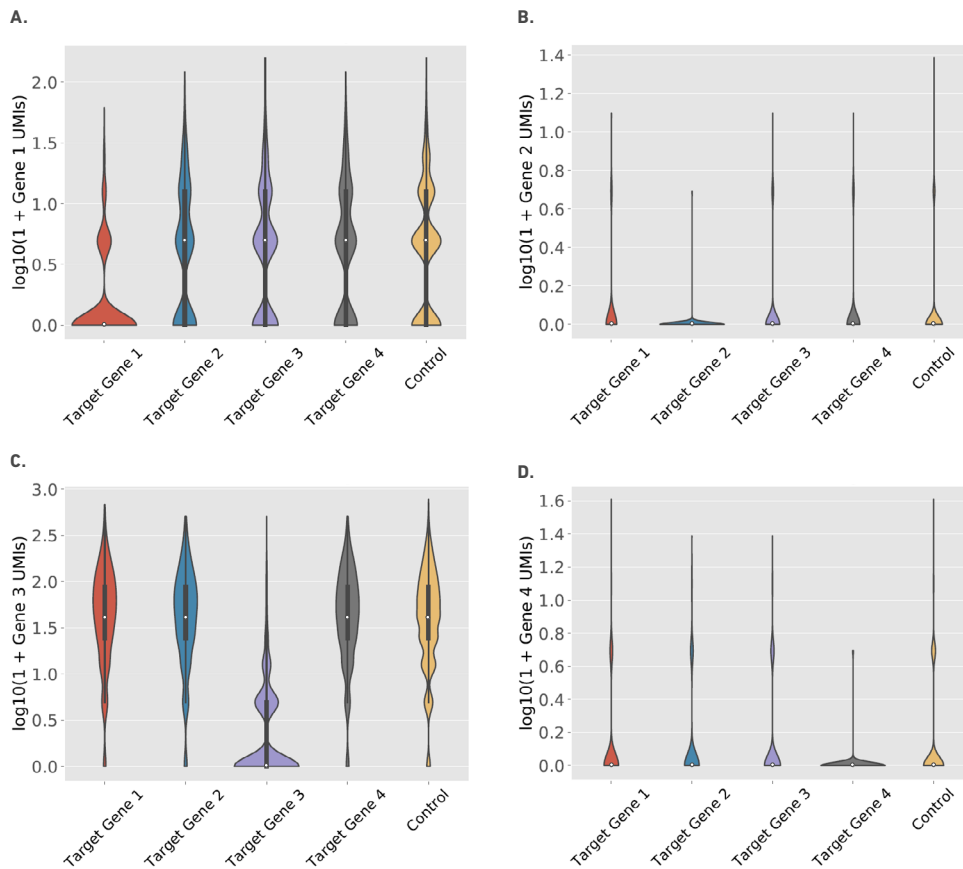 A.
log10(1 + Gene 1 UMIs)
2.0
1.5
1.0
0.5
0.0
Target Gene 1
Target Gene 2
Target Gene 3
Target Gene 4
Control
B.
log10(1 + Gene 2 UMIs)
1.4
1.2
1.0
0.8
0.6
0.4
0.2
0.0
Target Gene 1
Target Gene 2
Target Gene 3
Target Gene 4
Control
C.
log10(1 + Gene 3 UMIs)
3.0
2.5
2.0
1.5
1.0
0.5
0.0
Target Gene 1
Target Gene 2
Target Gene 3
Target Gene 4
Control
D.
log10(1 + Gene 4 UMIs)
1.6
1.4
1.2
1.0
0.8
0.6
0.4
0.2
0.0
Target Gene 1
Target Gene 2
Target Gene 3
Target Gene 4
Control